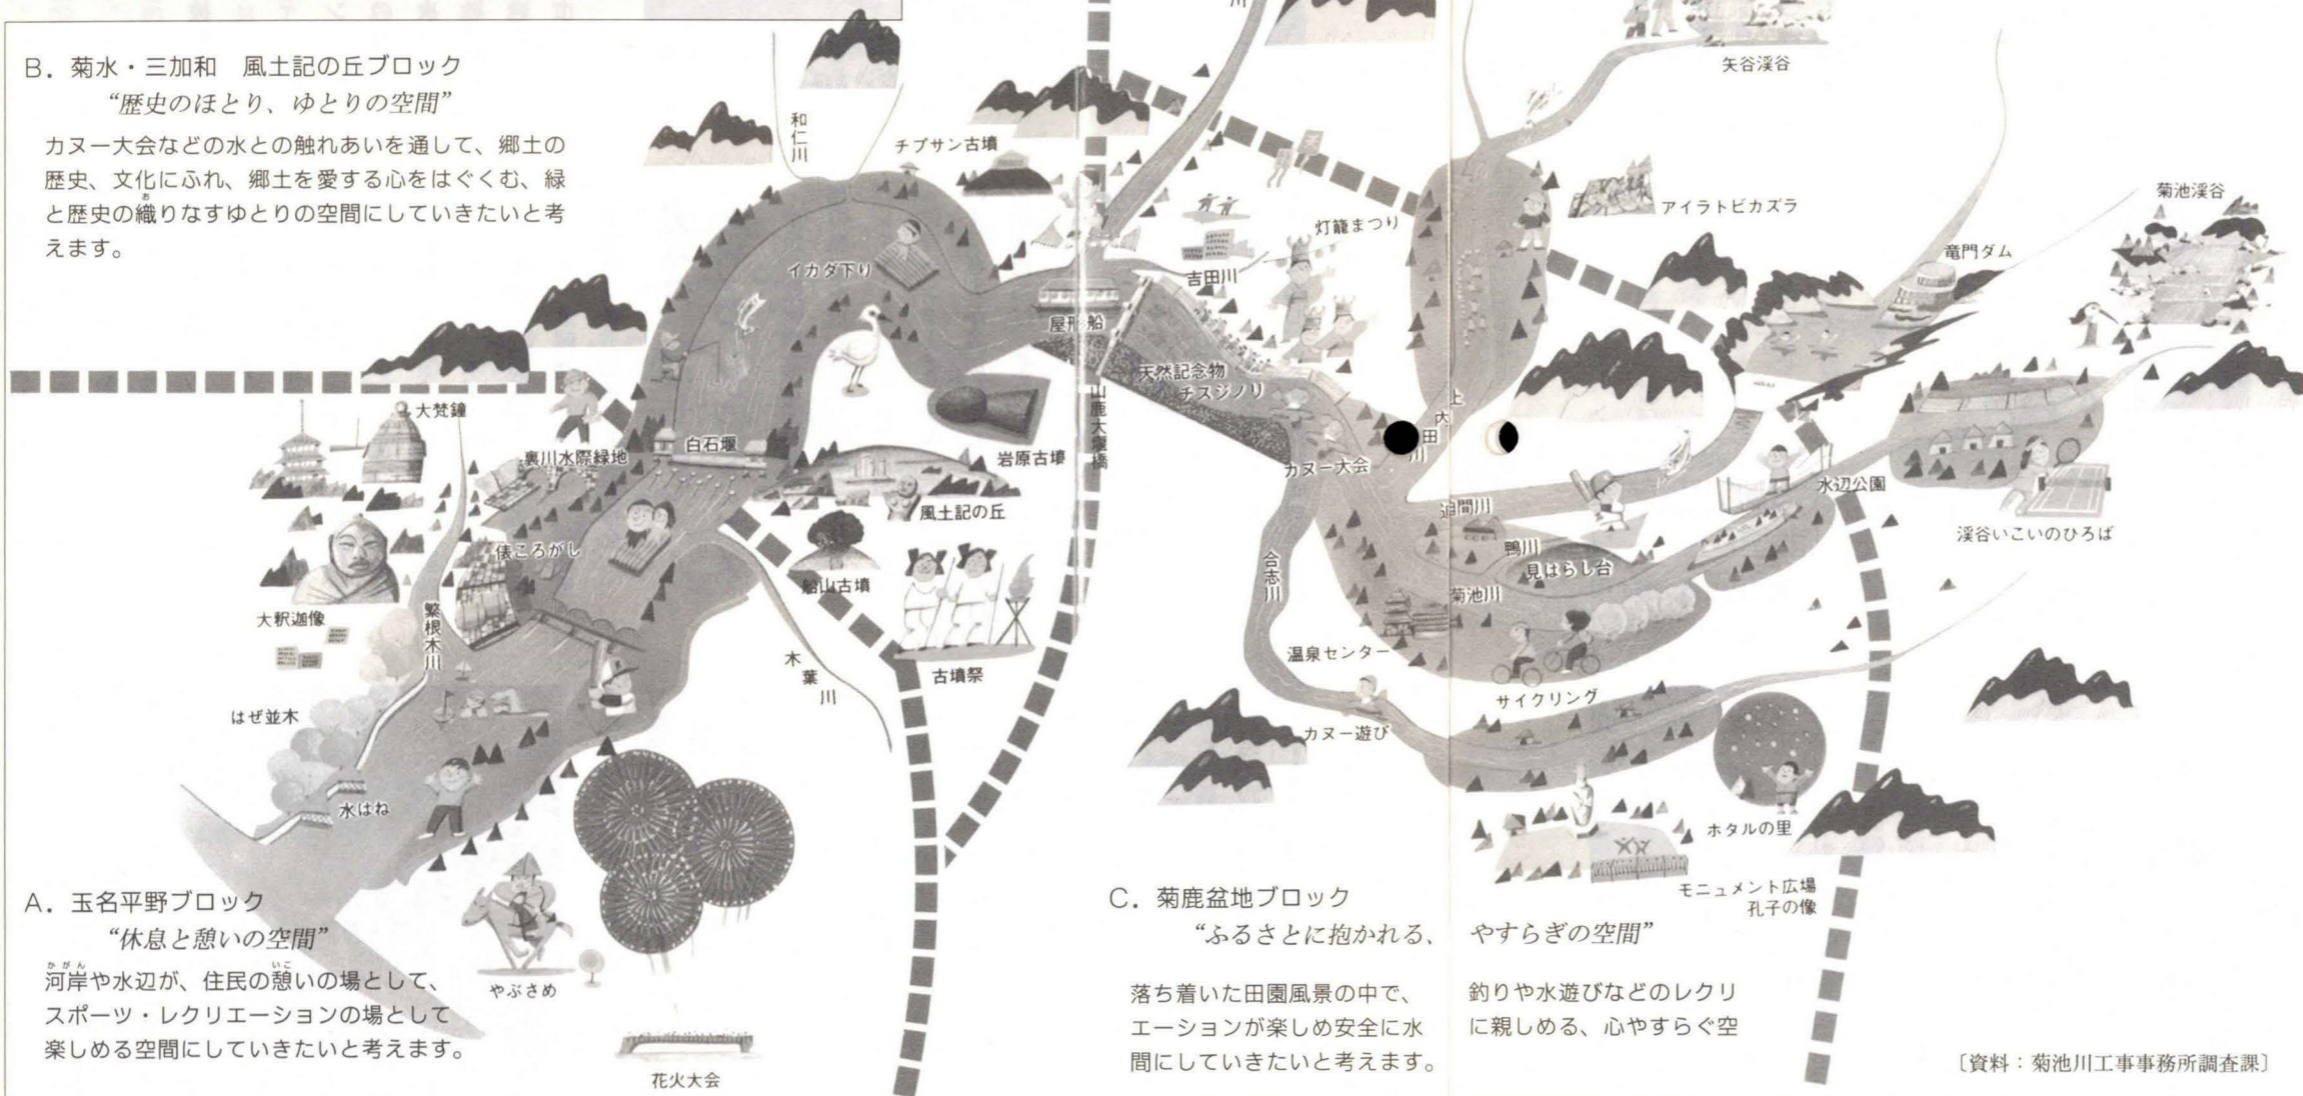 B．菊水・三加和　風土記の丘ブロック
“歴史のほとり、ゆとりの空間”
カヌー大会などの水との触れあいを通して、郷土の
歴史、文化にふれ、郷土を愛する心をはぐくむ、緑
と歴史の織りなすゆとりの空間にしていきたいと考
お
えます。
川
矢谷渓谷
和仁川
チブサン古墳
アイラトビカズラ
菊池渓谷
灯籠まつり
竜門ダム
イカダ下り
吉田川
屋形船
天然記念物
チスジノリ
山鹿大橋
上内田川
大梵鐘
白石堰
裏川水際緑地
岩原古墳
カヌー大会
水辺公園
風土記の丘
迫間川
渓谷いこいのひろば
俵ころがし
鴨川
見はらし台
船山古墳
合志川
菊池川
大釈迦像
繁根木川
木葉川
古墳祭
温泉センター
はぜ並木
サイクリング
カヌー遊び
水はね
ホタルの里
モニュメント広場
孔子の像
A．玉名平野ブロック
“休息と憩いの空間”
かがん
いこ
河岸や水辺が、住民の憩いの場として、
スポーツ・レクリエーションの場として
楽しめる空間にしていきたいと考えます。
やぶさめ
花火大会
C．菊鹿盆地ブロック
“ふるさとに抱かれる、　やすらぎの空間”
落ち着いた田園風景の中で、　釣りや水遊びなどのレクリ
エーションが楽しめ安全に水　に親しめる、心やすらぐ空
間にしていきたいと考えます。
〔資料：菊池川工事事務所調査課〕